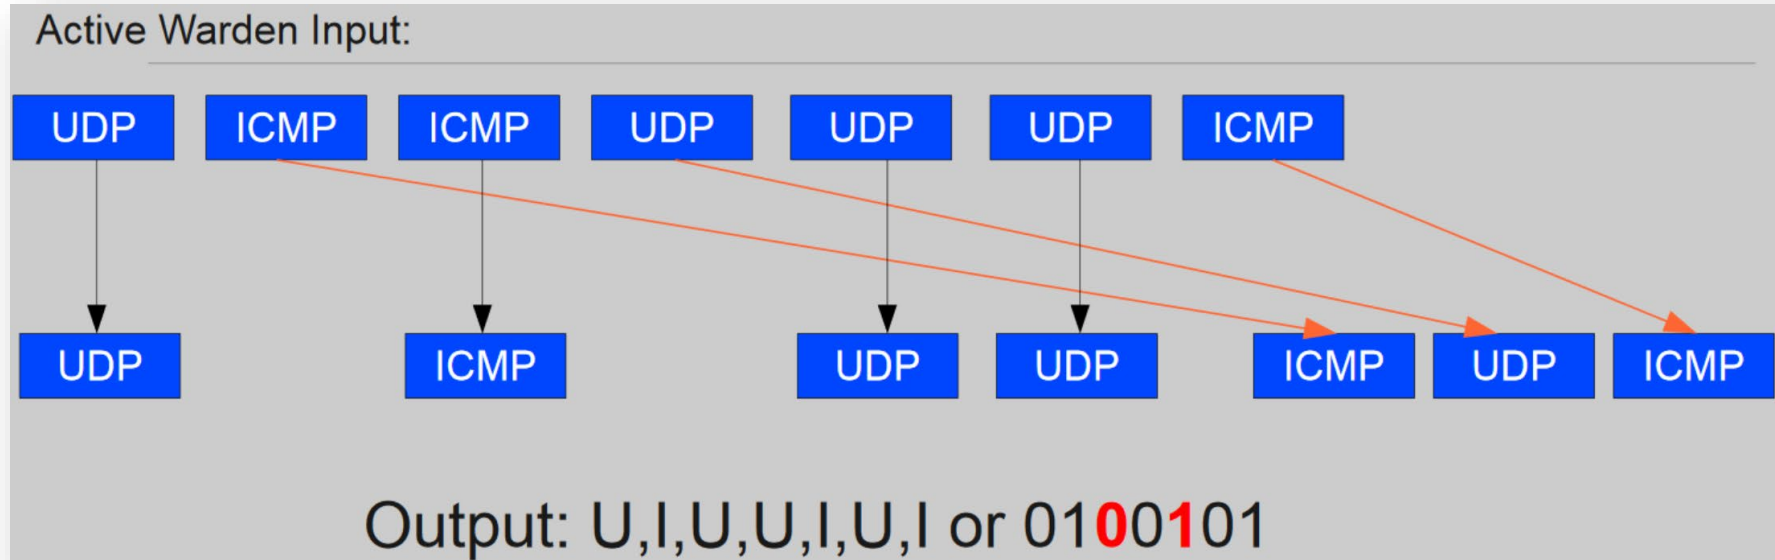 Active Warden Input:
UDP ICMP ICMP UDP UDP UDP ICMP
UDP ICMP UDP UDP ICMP UDP ICMP
Output: U,I,U,U,I,U,I or 0100101